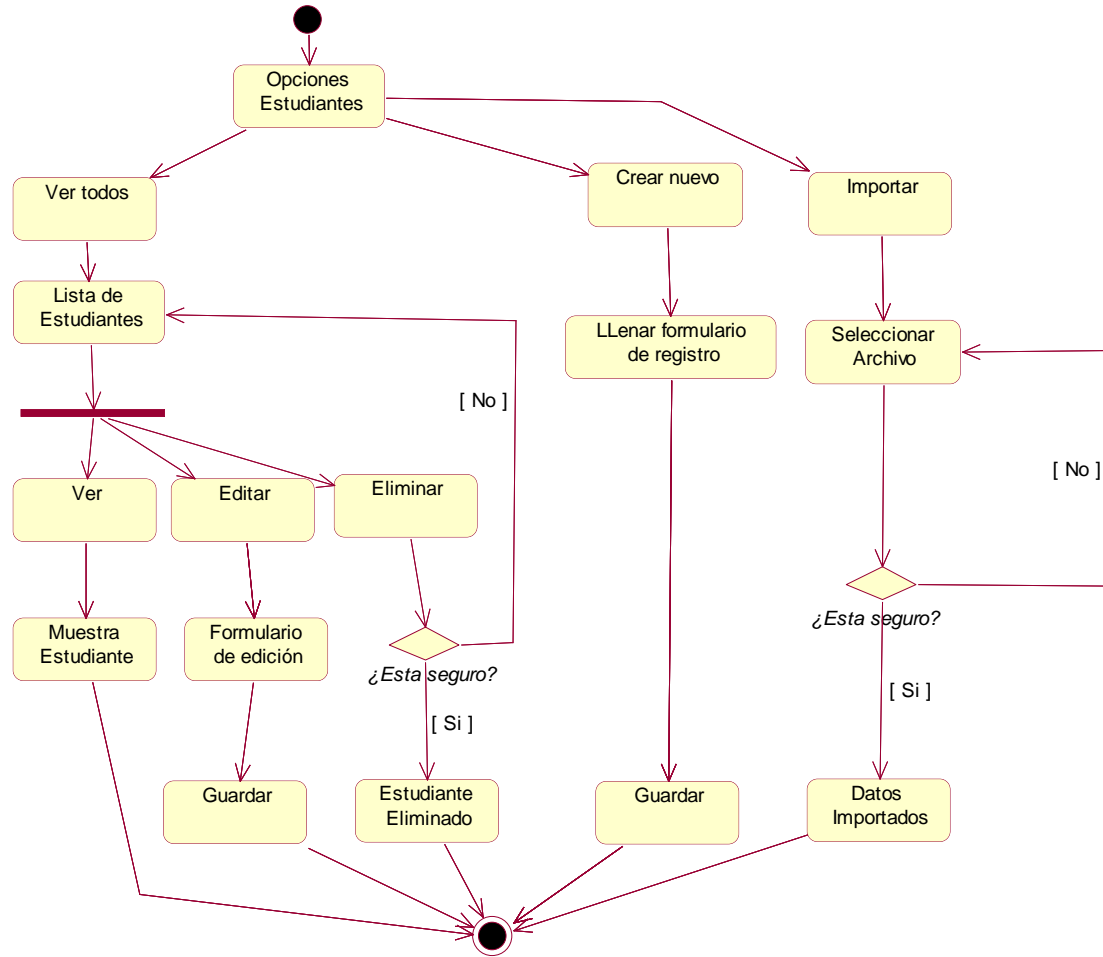 Opciones
Estudiantes
Ver todos
Crear nuevo
Importar
Lista de
Estudiantes
LLenar formulario
de registro
Seleccionar
Archivo
[ No ]
[ No ]
Ver
Editar
Eliminar
¿Esta seguro?
Muestra
Estudiante
Formulario
de edición
¿Esta seguro?
[ Si ]
[ Si ]
Guardar
Estudiante
Eliminado
Guardar
Datos
Importados